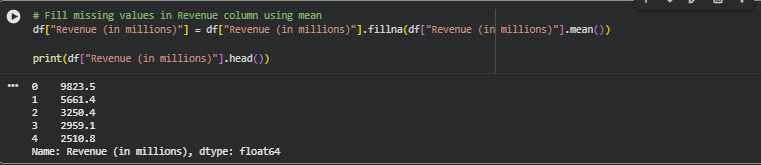 # Fill missing values in Revenue column using mean
df["Revenue (in millions)"] = df["Revenue (in millions)"].fillna(df["Revenue (in millions)"].mean())
print(df["Revenue (in millions)"].head())
0    9823.5
1    5661.4
2    3250.4
3    2959.1
4    2510.8
Name: Revenue (in millions), dtype: float64